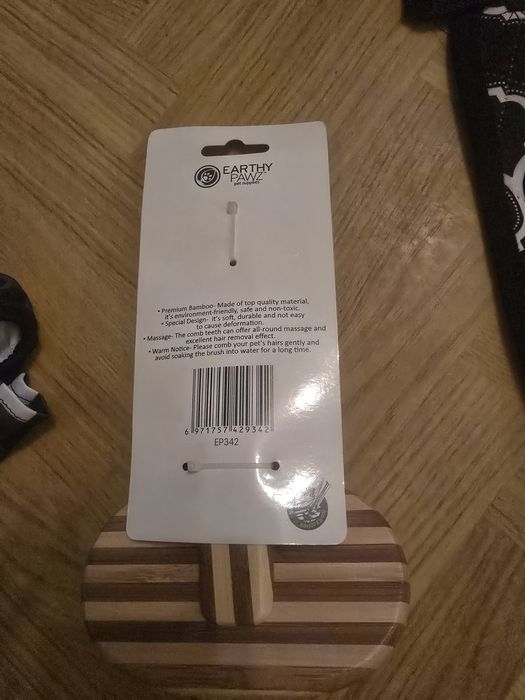 EARTHY
PAWZ
pet supplies
• Premium Bamboo- Made of top quality material,
it's environment-friendly, safe and non-toxic.
• Special Design- it's soft, durable and not easy
to cause deformation.
• Massage- The comb teeth can offer all-round massage and
excellent hair removal effect.
• Warm Notice- Please comb your pet's hairs gently and
avoid soaking the brush into water for a long time.
6 971757 429342
EP342